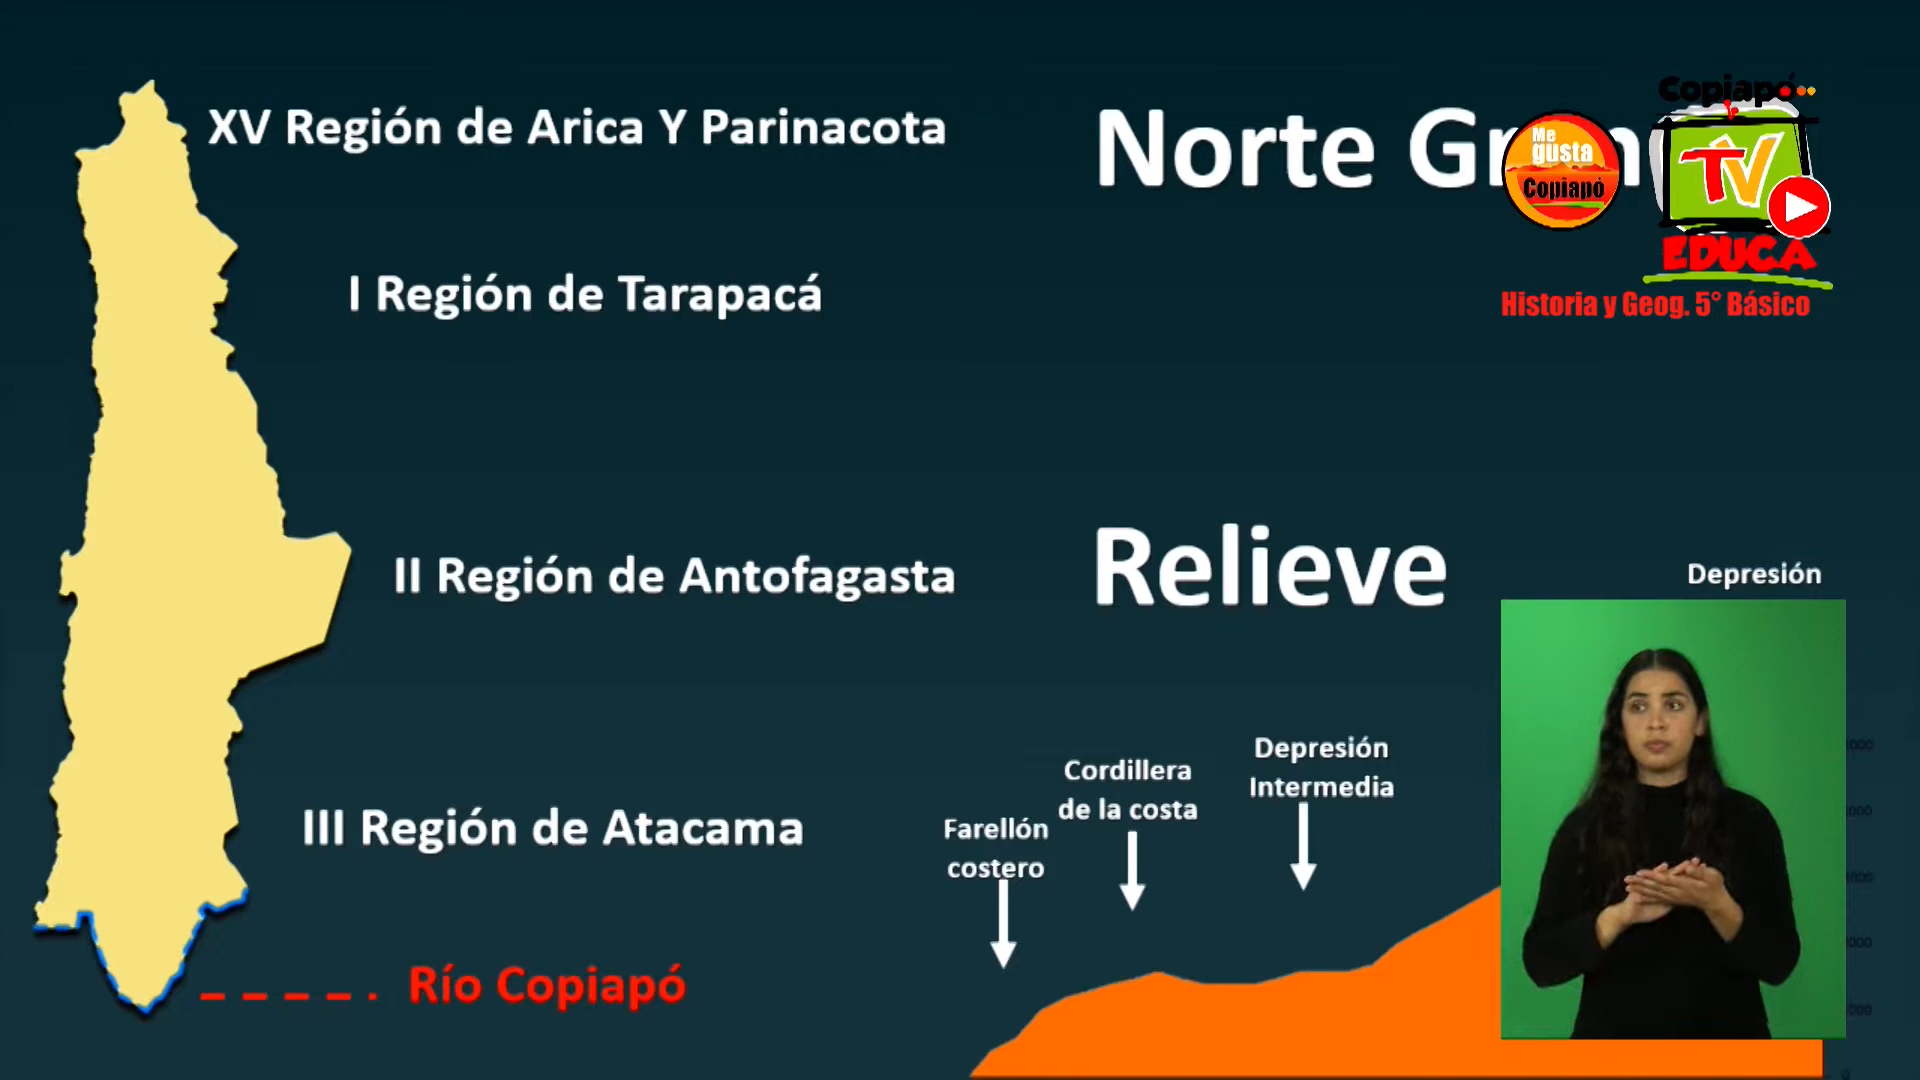 XV Región de Arica Y Parinacota
Norte
Copiapó
Me
gusta
Copiapó
TV
EDUCA
Historia y Geog. 5° Básico
I Región de Tarapacá
II Región de Antofagasta
Relieve
Depresión
Depresión
Intermedia
Cordillera
de la costa
Farellón
costero
III Región de Atacama
Río Copiapó